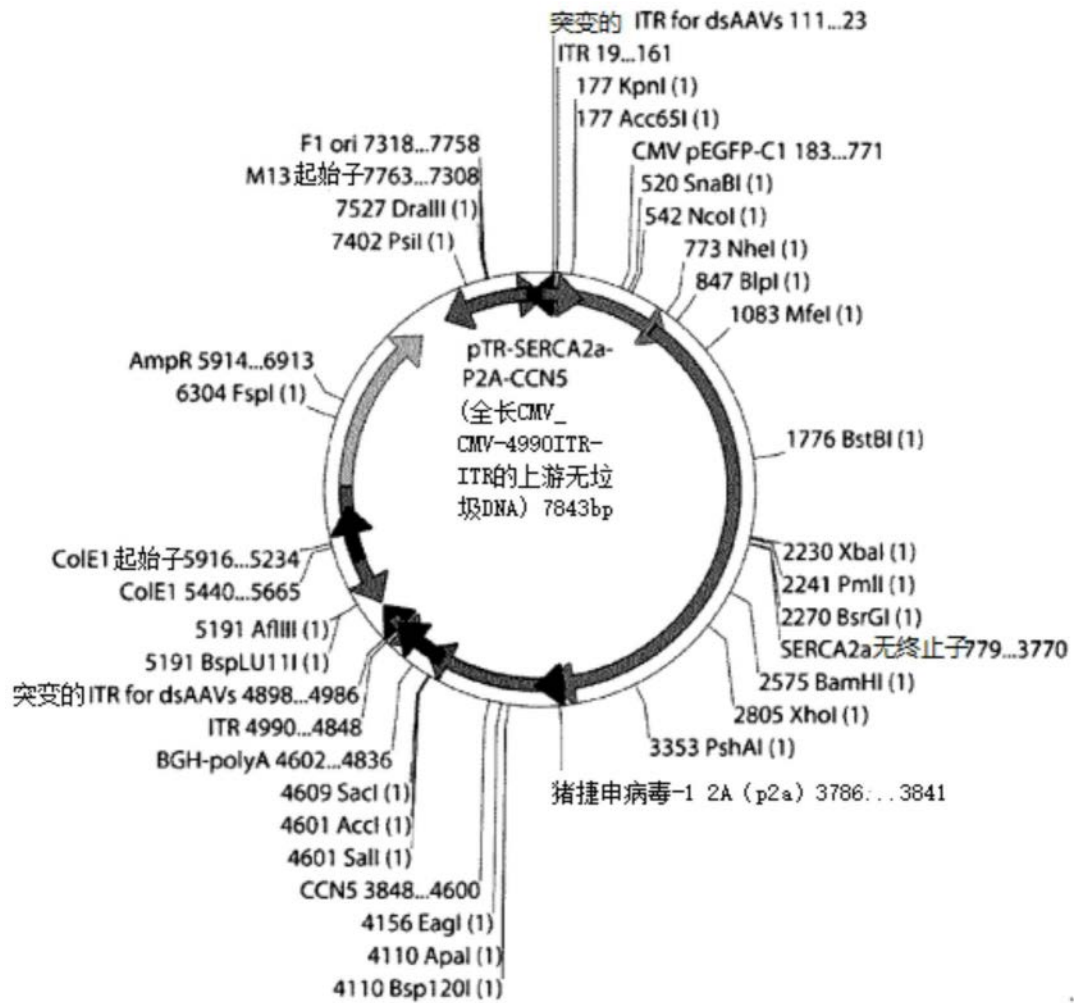 突变的 ITR for dsAAVs 111...23
ITR 19...161
177 KpnI (1)
177 Acc65I (1)
CMV pEGFP-C1 183...771
520 SnaBI (1)
542 NcoI (1)
773 NheI (1)
847 BlpI (1)
1083 MfeI (1)
1776 BstBI (1)
2230 XbaI (1)
2241 PmlI (1)
2270 BsrGI (1)
SERCA2a无终止子779...3770
2575 BamHI (1)
2805 XhoI (1)
3353 PshAI (1)
猪捷申病毒-1 2A (p2a) 3786...3841
F1 ori 7318...7758
M13起始子7763...7308
7527 DraIII (1)
7402 PsiI (1)
AmpR 5914...6913
6304 FspI (1)
ColE1起始子5916...5234
ColE1 5440...5665
5191 AflIII (1)
5191 BspLU11I (1)
突变的ITR for dsAAVs 4898...4986
ITR 4990...4848
BGH-polyA 4602...4836
4609 SacI (1)
4601 AccI (1)
4601 SalI (1)
CCN5 3848...4600
4156 EagI (1)
4110 ApaI (1)
4110 Bsp120I (1)
pTR-SERCA2a-
P2A-CCN5
(全长CMV_
CMV-4990ITR-
ITR的上游无垃
圾DNA) 7843bp